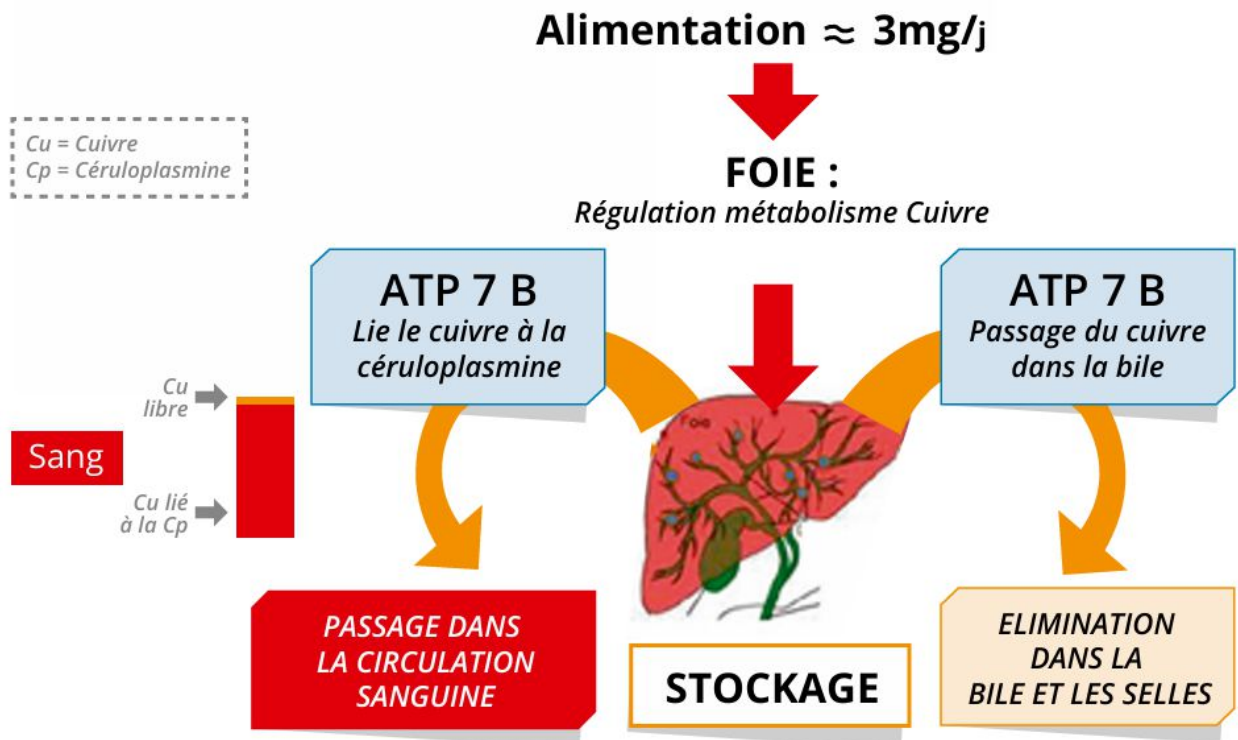 Alimentation ≈ 3mg/j
Cu = Cuivre
Cp = Céruloplasmine
FOIE :
Régulation métabolisme Cuivre
ATP 7 B
Lie le cuivre à la
céruloplasmine
ATP 7 B
Passage du cuivre
dans la bile
Cu
libre
Sang
Cu lié
à la Cp
Foie
PASSAGE DANS
LA CIRCULATION
SANGUINE
STOCKAGE
ELIMINATION
DANS LA
BILE ET LES SELLES